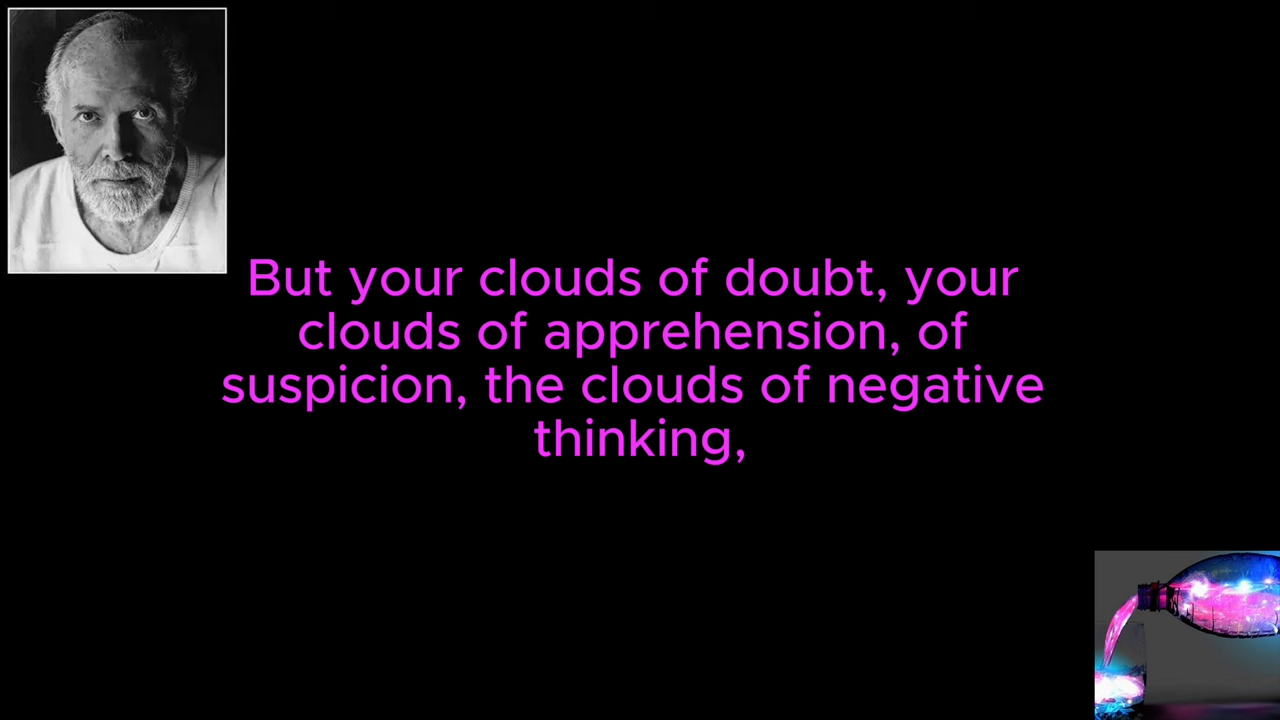 But your clouds of doubt, your
clouds of apprehension, of
suspicion, the clouds of negative
thinking,